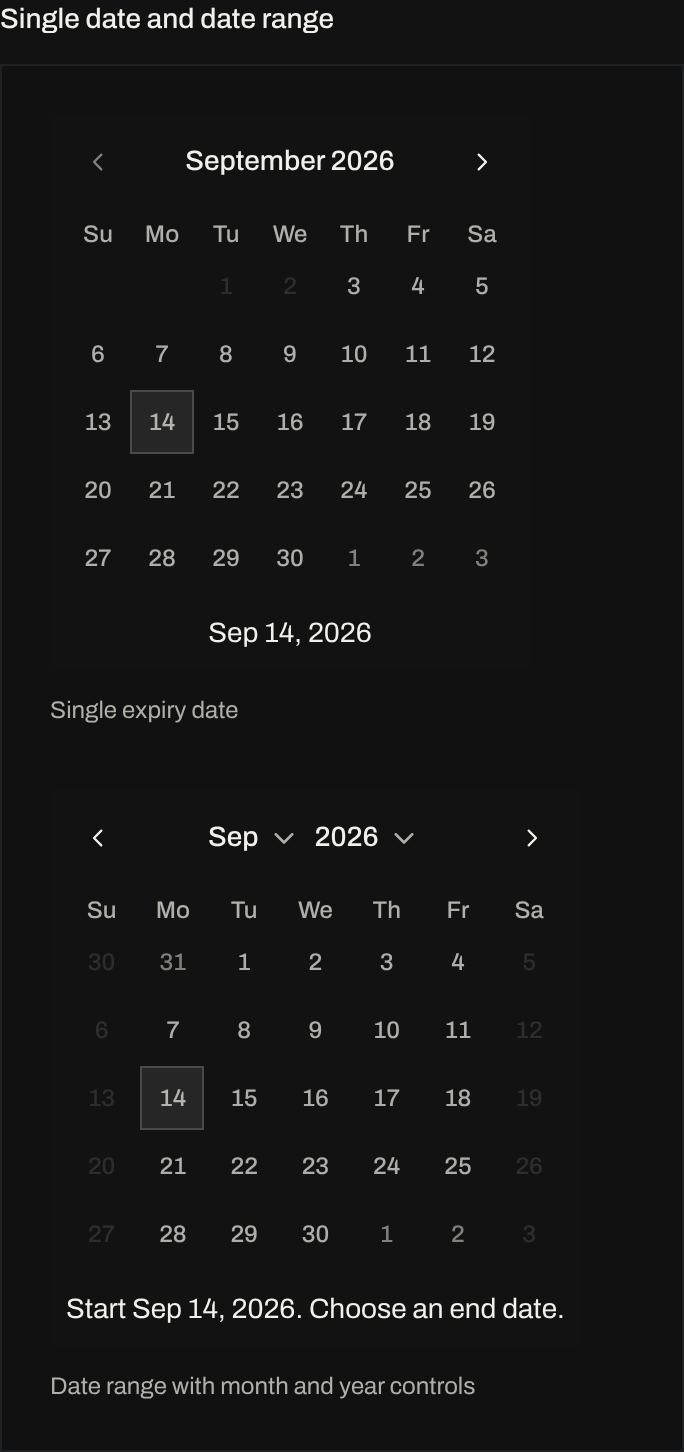 Single date and date range
September 2026
Su Mo Tu We Th Fr Sa
1 2 3 4 5
6 7 8 9 10 11 12
13 14 15 16 17 18 19
20 21 22 23 24 25 26
27 28 29 30 1 2 3
Sep 14, 2026
Single expiry date
Sep 2026
Su Mo Tu We Th Fr Sa
30 31 1 2 3 4 5
6 7 8 9 10 11 12
13 14 15 16 17 18 19
20 21 22 23 24 25 26
27 28 29 30 1 2 3
Start Sep 14, 2026. Choose an end date.
Date range with month and year controls